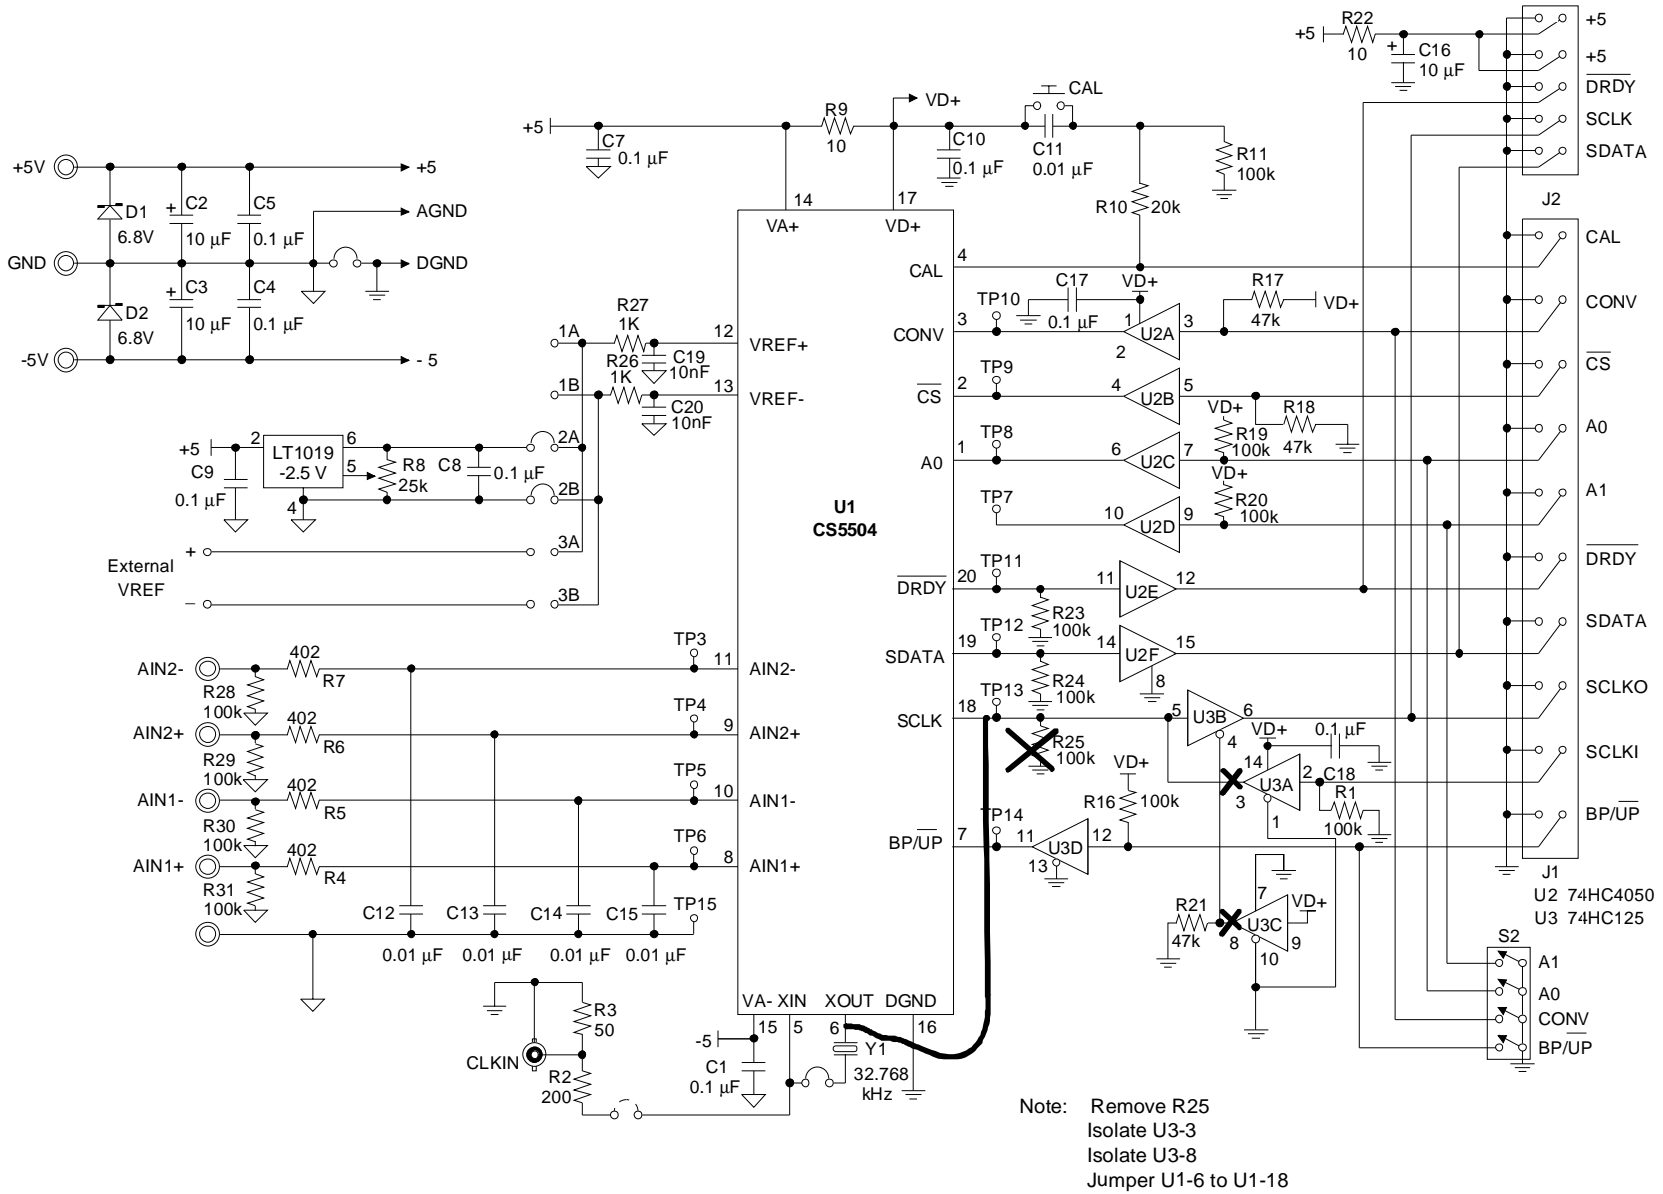 +5
R22
10
C16
10 µF
+
+5
+5
DRDY
SCLK
SDATA
J2
+5
C7
0.1 µF
R9
10
VD+
C10
0.1 µF
CAL
C11
0.01 µF
R11
100k
R10
20k
+5V
+5
D1
6.8V
+
C2
10 µF
C5
0.1 µF
AGND
GND
DGND
D2
6.8V
+
C3
10 µF
C4
0.1 µF
-5V
- 5
14
VA+
17
VD+
4
CAL
CAL
C17
0.1 µF
VD+
R17
47k
VD+
TP10
3
CONV
1
U2A
3
2
CONV
1A
R27
1K
12
VREF+
C19
10nF
R26
1K
1B
13
VREF-
C20
10nF
TP9
2
CS
4
U2B
5
CS
R18
47k
VD+
R19
100k
TP8
1
A0
6
U2C
7
A0
VD+
R20
100k
TP7
10
U2D
9
A1
+5
2
LT1019
-2.5 V
6
5
4
C9
0.1 µF
R8
25k
C8
0.1 µF
2A
2B
U1
CS5504
External
VREF
+
3A
−
3B
TP11
20
DRDY
11
U2E
12
DRDY
R23
100k
TP12
19
SDATA
14
U2F
15
8
SDATA
R24
100k
TP13
18
SCLK
5
U3B
6
4
SCLKO
R25
100k
VD+
0.1 µF
14
U3A
2
3
1
C18
R1
100k
SCLKI
VD+
R16
100k
TP14
7
BP/UP
11
U3D
12
13
BP/UP
J1
U2 74HC4050
U3 74HC125
AIN2-
402
R7
R28
100k
TP3
11
AIN2-
AIN2+
402
R6
R29
100k
TP4
9
AIN2+
AIN1-
402
R5
R30
100k
TP5
10
AIN1-
AIN1+
402
R4
R31
100k
TP6
8
AIN1+
C12
0.01 µF
C13
0.01 µF
C14
0.01 µF
C15
0.01 µF
TP15
R21
47k
7
VD+
U3C
8
9
10
S2
A1
A0
CONV
BP/UP
VA-
XIN
XOUT
DGND
15
5
6
16
-5
C1
0.1 µF
R3
50
CLKIN
R2
200
Y1
32.768
kHz
Note: Remove R25
Isolate U3-3
Isolate U3-8
Jumper U1-6 to U1-18